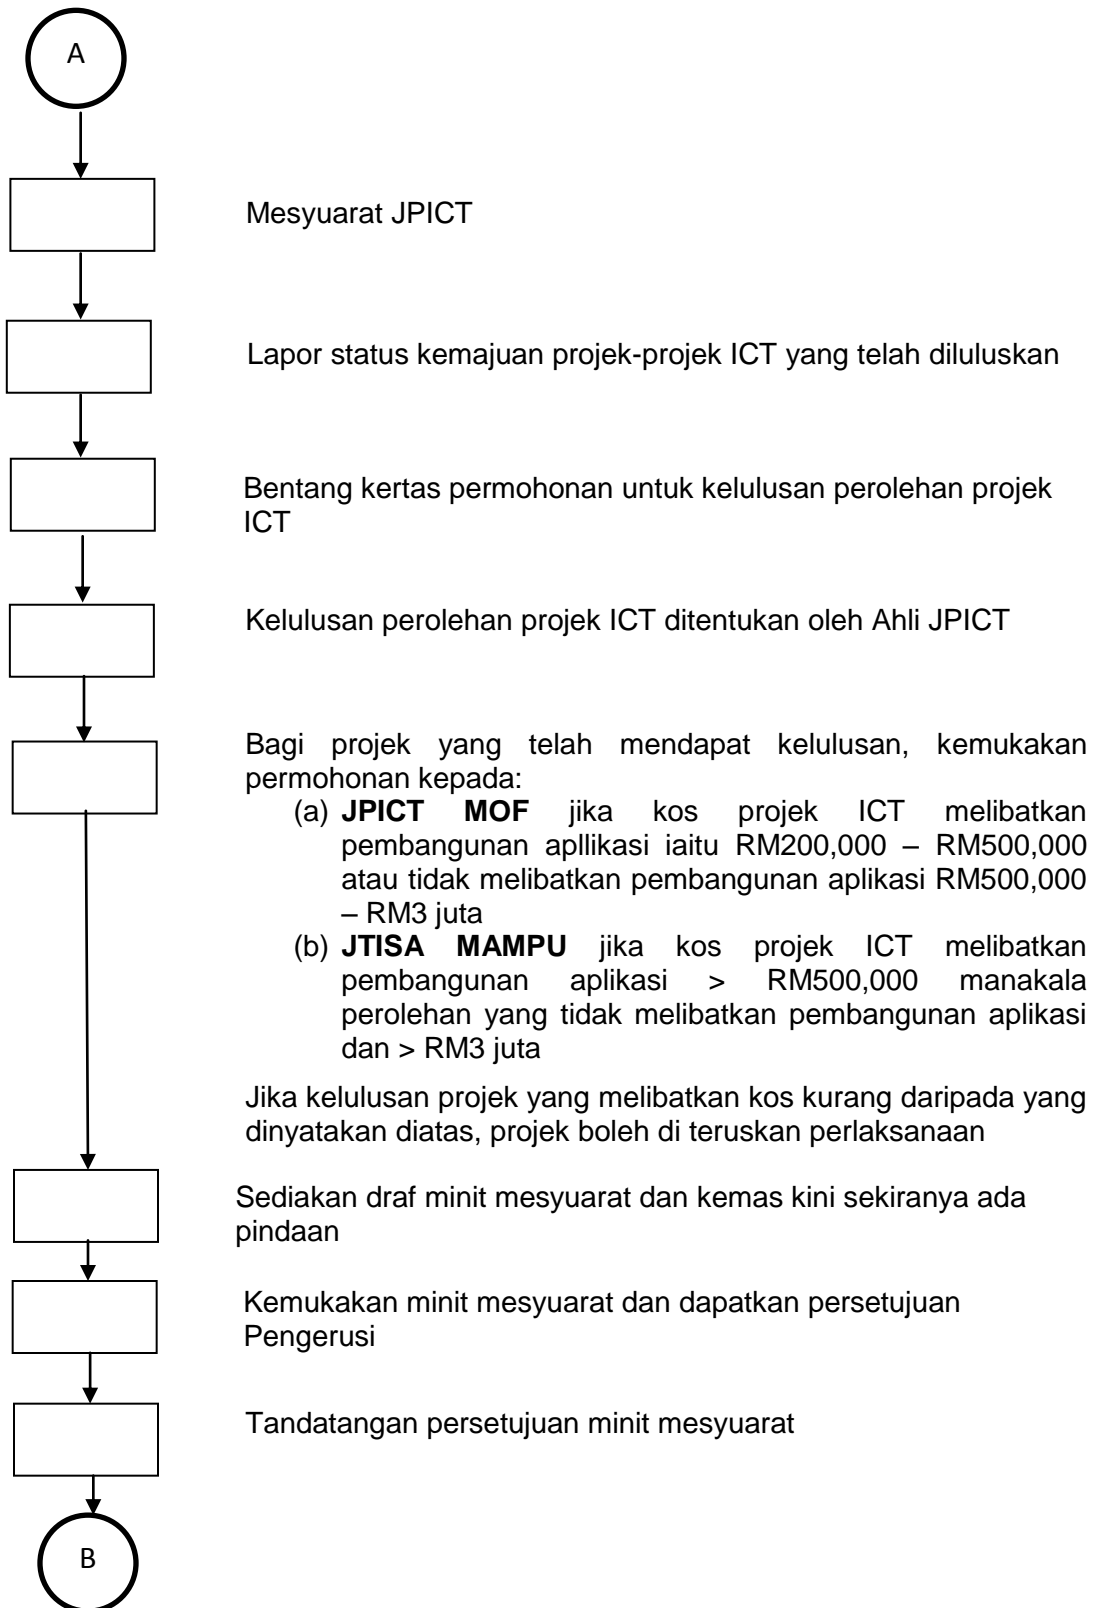 A
Mesyuarat JPICT
Lapor status kemajuan projek-projek ICT yang telah diluluskan
Bentang kertas permohonan untuk kelulusan perolehan projek
ICT
Kelulusan perolehan projek ICT ditentukan oleh Ahli JPICT
Bagi projek yang telah mendapat kelulusan, kemukakan
permohonan kepada:
(a) JPICT MOF jika kos projek ICT melibatkan
pembangunan apllikasi iaitu RM200,000 – RM500,000
atau tidak melibatkan pembangunan aplikasi RM500,000
– RM3 juta
(b) JTISA MAMPU jika kos projek ICT melibatkan
pembangunan aplikasi > RM500,000 manakala
perolehan yang tidak melibatkan pembangunan aplikasi
dan > RM3 juta
Jika kelulusan projek yang melibatkan kos kurang daripada yang
dinyatakan diatas, projek boleh di teruskan perlaksanaan
Sediakan draf minit mesyuarat dan kemas kini sekiranya ada
pindaan
Kemukakan minit mesyuarat dan dapatkan persetujuan
Pengerusi
Tandatangan persetujuan minit mesyuarat
B